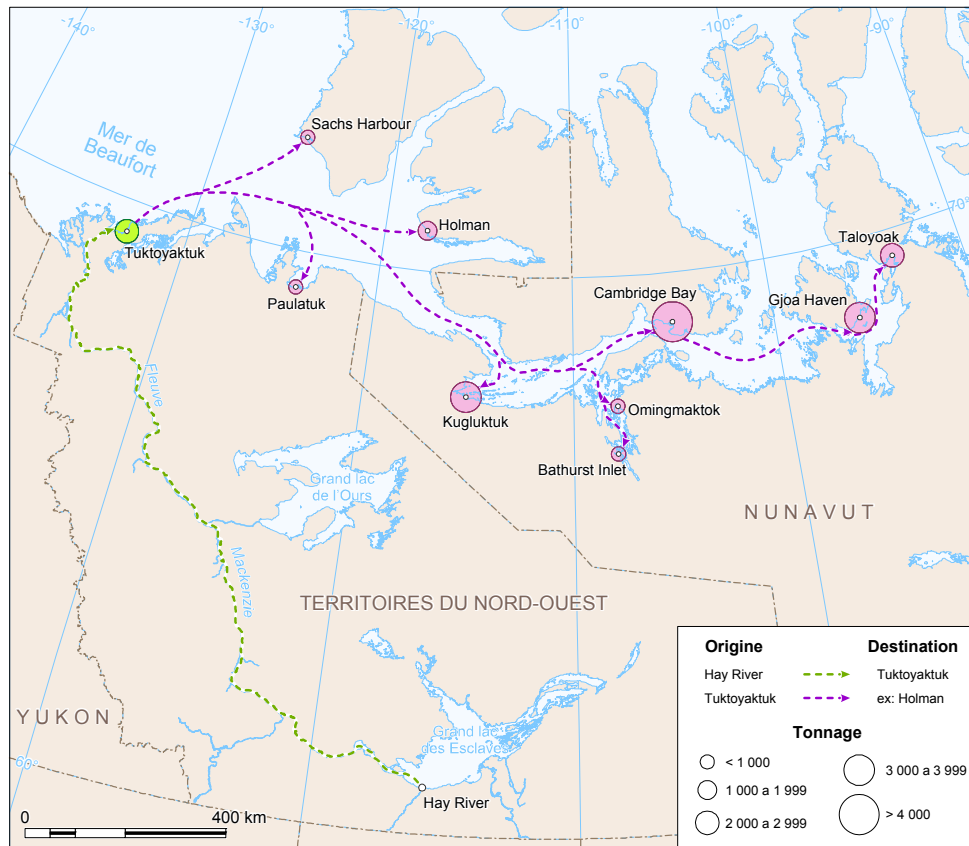 -140°
-130°
-120°
-110°
-100°
-90°
Sachs Harbour
Mer de
Beaufort
70°
Holman
Taloyoak
Tuktoyaktuk
Paulatuk
Cambridge Bay
Gjoa Haven
Kugluktuk
Omingmaktok
Bathurst Inlet
Fleuve
Grand lac
de l'Ours
NUNAVUT
Mackenzie
TERRITOIRES DU NORD-OUEST
YUKON
Grand lac
des Esclaves
60°
Hay River
0 400 km
Origine Destination
Hay River Tuktoyaktuk
Tuktoyaktuk ex: Holman
Tonnage
< 1 000
1 000 a 1 999
2 000 a 2 999
3 000 a 3 999
> 4 000